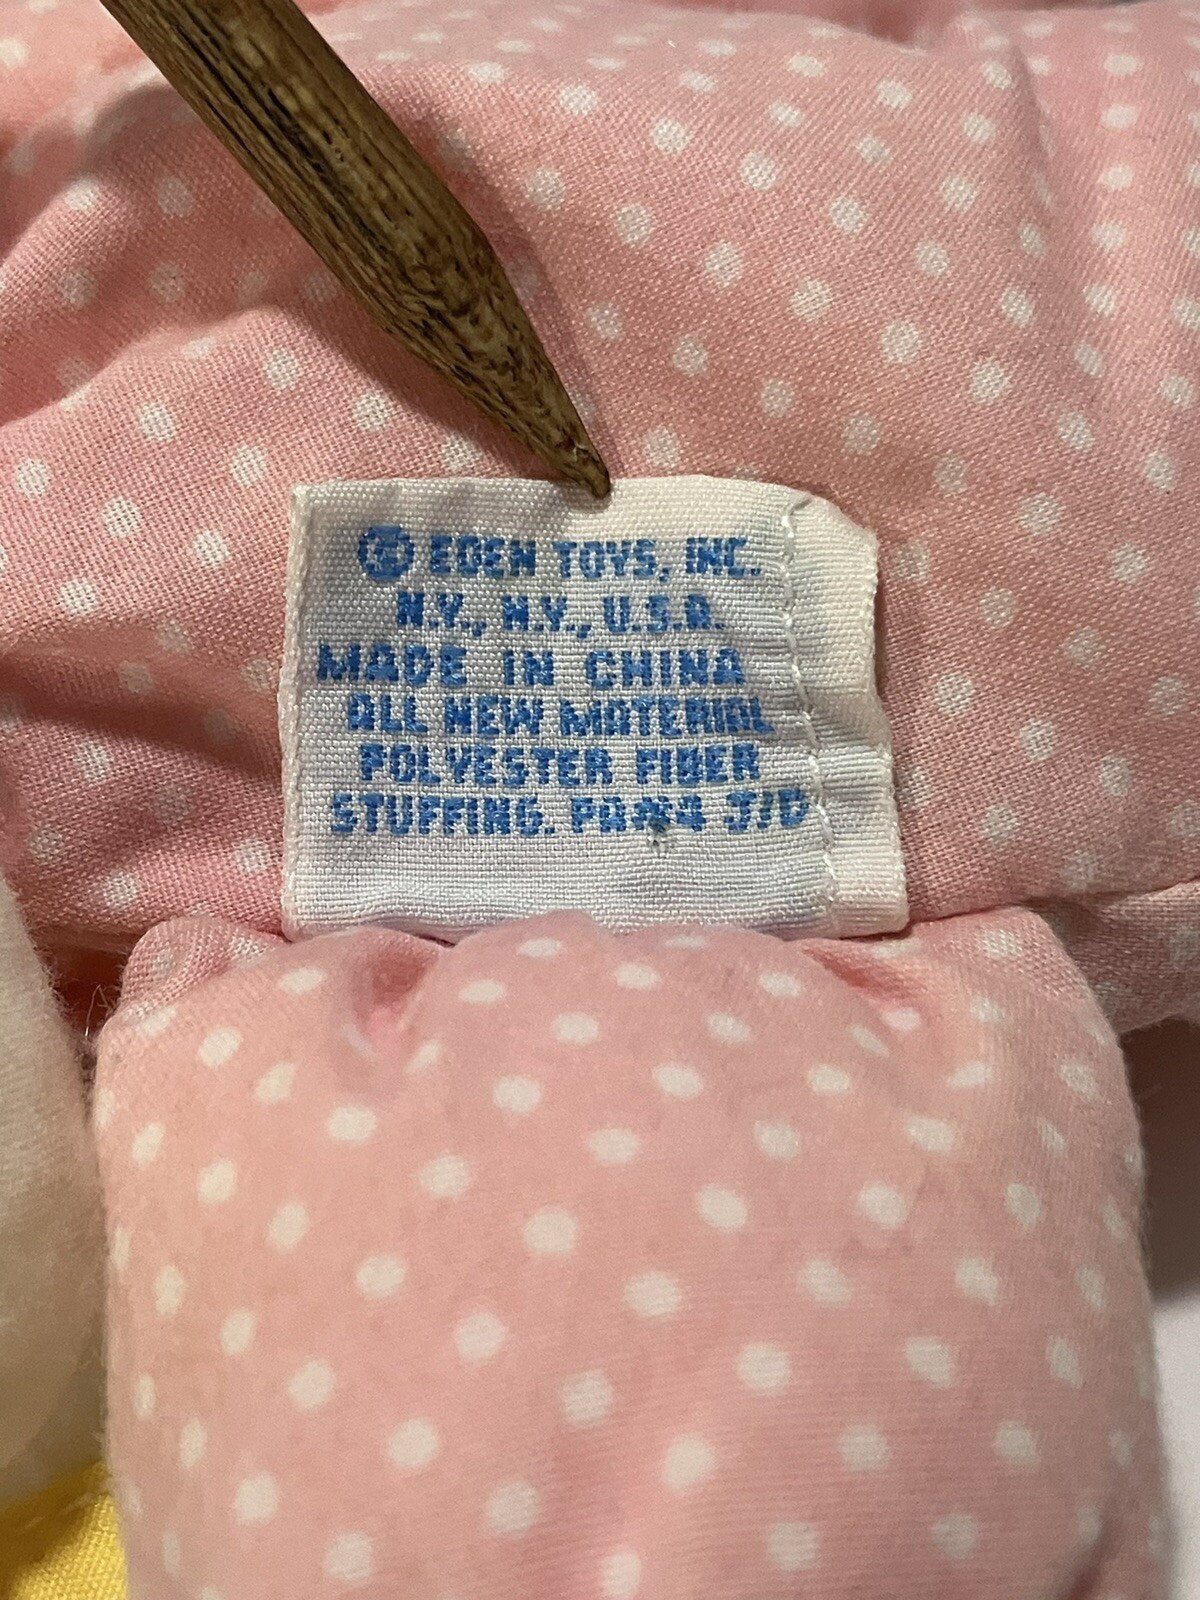 © EDEN TOYS, INC.
N.Y., N.Y., U.S.A.
MADE IN CHINA
ALL NEW MATERIAL
POLYESTER FIBER
STUFFING. PA#4 J/D